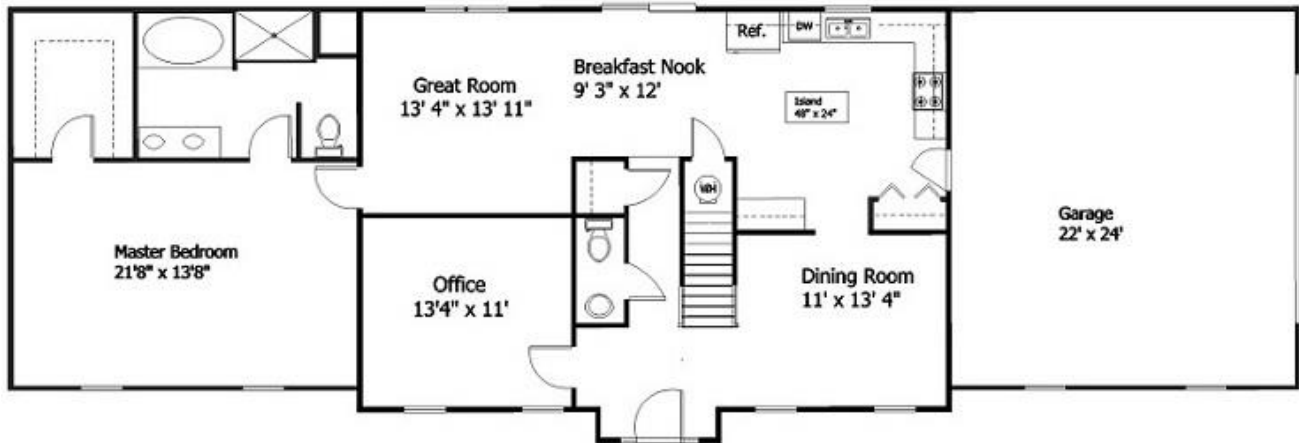 Ref.
DW
Great Room
13' 4" x 13' 11"
Breakfast Nook
9' 3" x 12'
Island
48" x 24"
WH
Master Bedroom
21'8" x 13'8"
Office
13'4" x 11'
Dining Room
11' x 13' 4"
Garage
22' x 24'